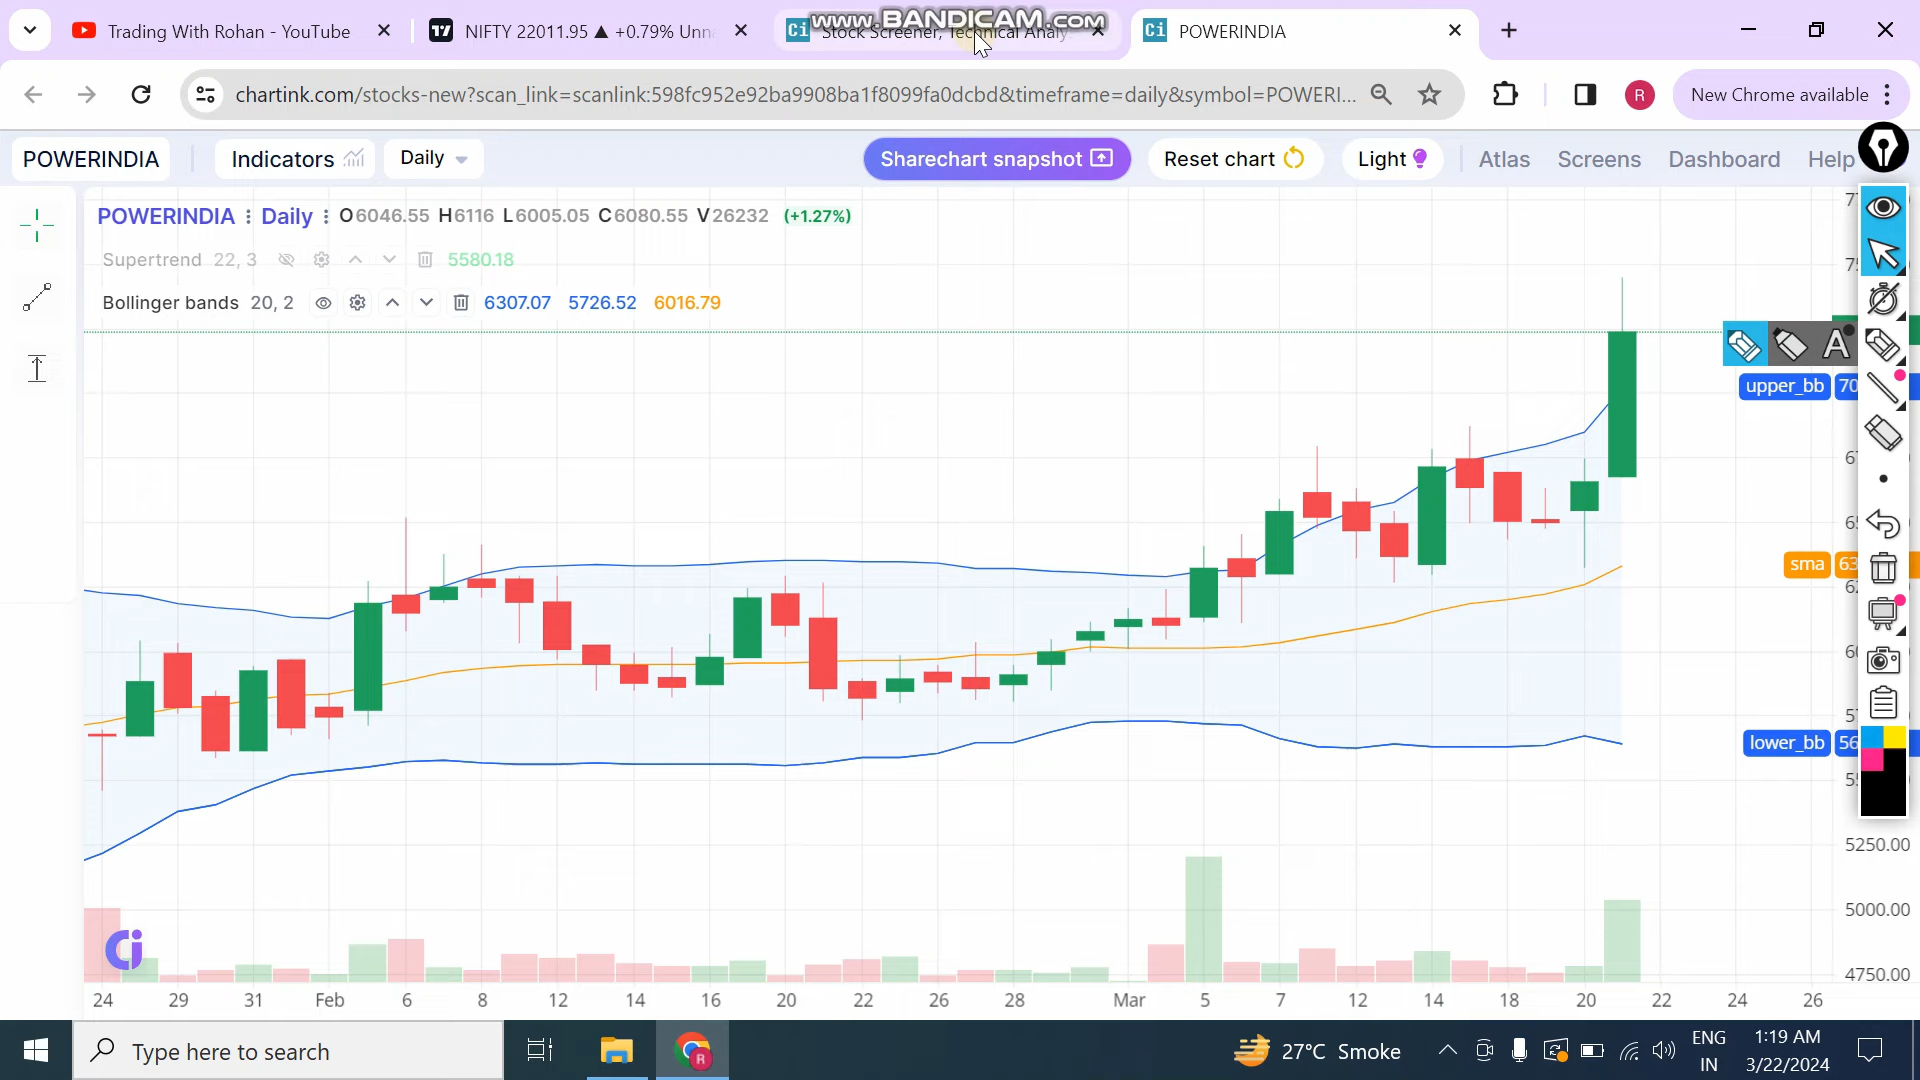 Trading With Rohan - YouTube
NIFTY 22011.95 ▲ +0.79% Unna
Stock Screener, Technical Analy
www.BANDICAM.com
POWERINDIA
chartink.com/stocks-new?scan_link=scanlink:598fc952e92ba9908ba1f8099fa0dcbd&timeframe=daily&symbol=POWERI...
R
New Chrome available
POWERINDIA
Indicators
Daily
Sharechart snapshot
Reset chart
Light
Atlas
Screens
Dashboard
Help
POWERINDIA : Daily : O6046.55 H6116 L6005.05 C6080.55 V26232 (+1.27%)
Supertrend 22, 3 5580.18
Bollinger bands 20, 2 6307.07 5726.52 6016.79
A
upper_bb 70
sma 63
lower_bb 56
5250.00
5000.00
4750.00
24 29 31 Feb 6 8 12 14 16 20 22 26 28 Mar 5 7 12 14 18 20 22 24 26
Type here to search
R
27°C Smoke
ENG
IN
1:19 AM
3/22/2024